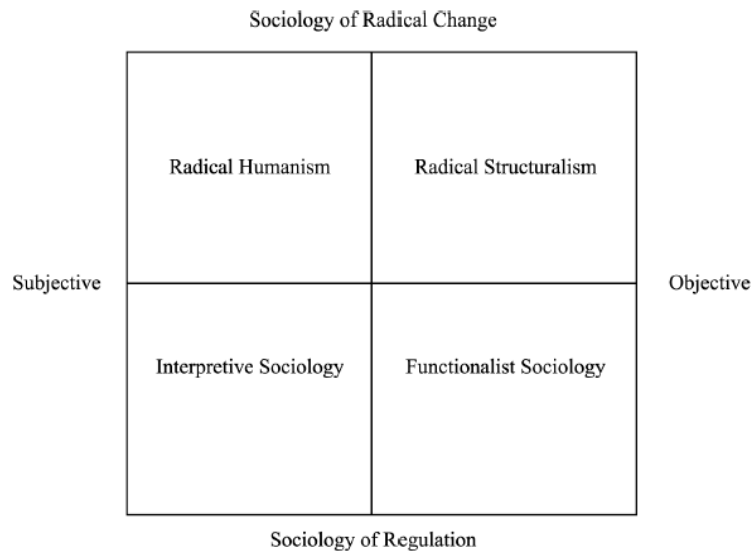 Sociology of Radical Change
Radical Humanism
Radical Structuralism
Subjective
Objective
Interpretive Sociology
Functionalist Sociology
Sociology of Regulation